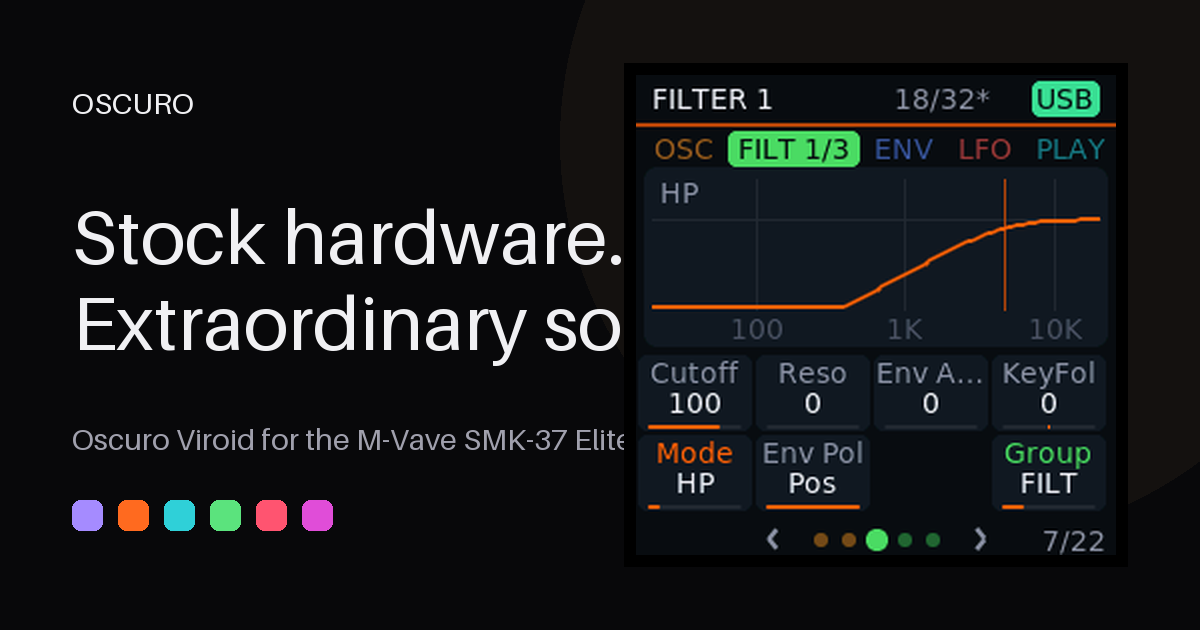 OSCURO
Stock hardware.
Extraordinary so
Oscuro Viroid for the M-Vave SMK-37 Elite
FILTER 1 18/32* USB
OSC FILT 1/3 ENV LFO PLAY
HP
100 1K 10K
Cutoff Reso Env A... KeyFol
100 0 0 0
Mode Env Pol Group
HP Pos FILT
‹ › 7/22